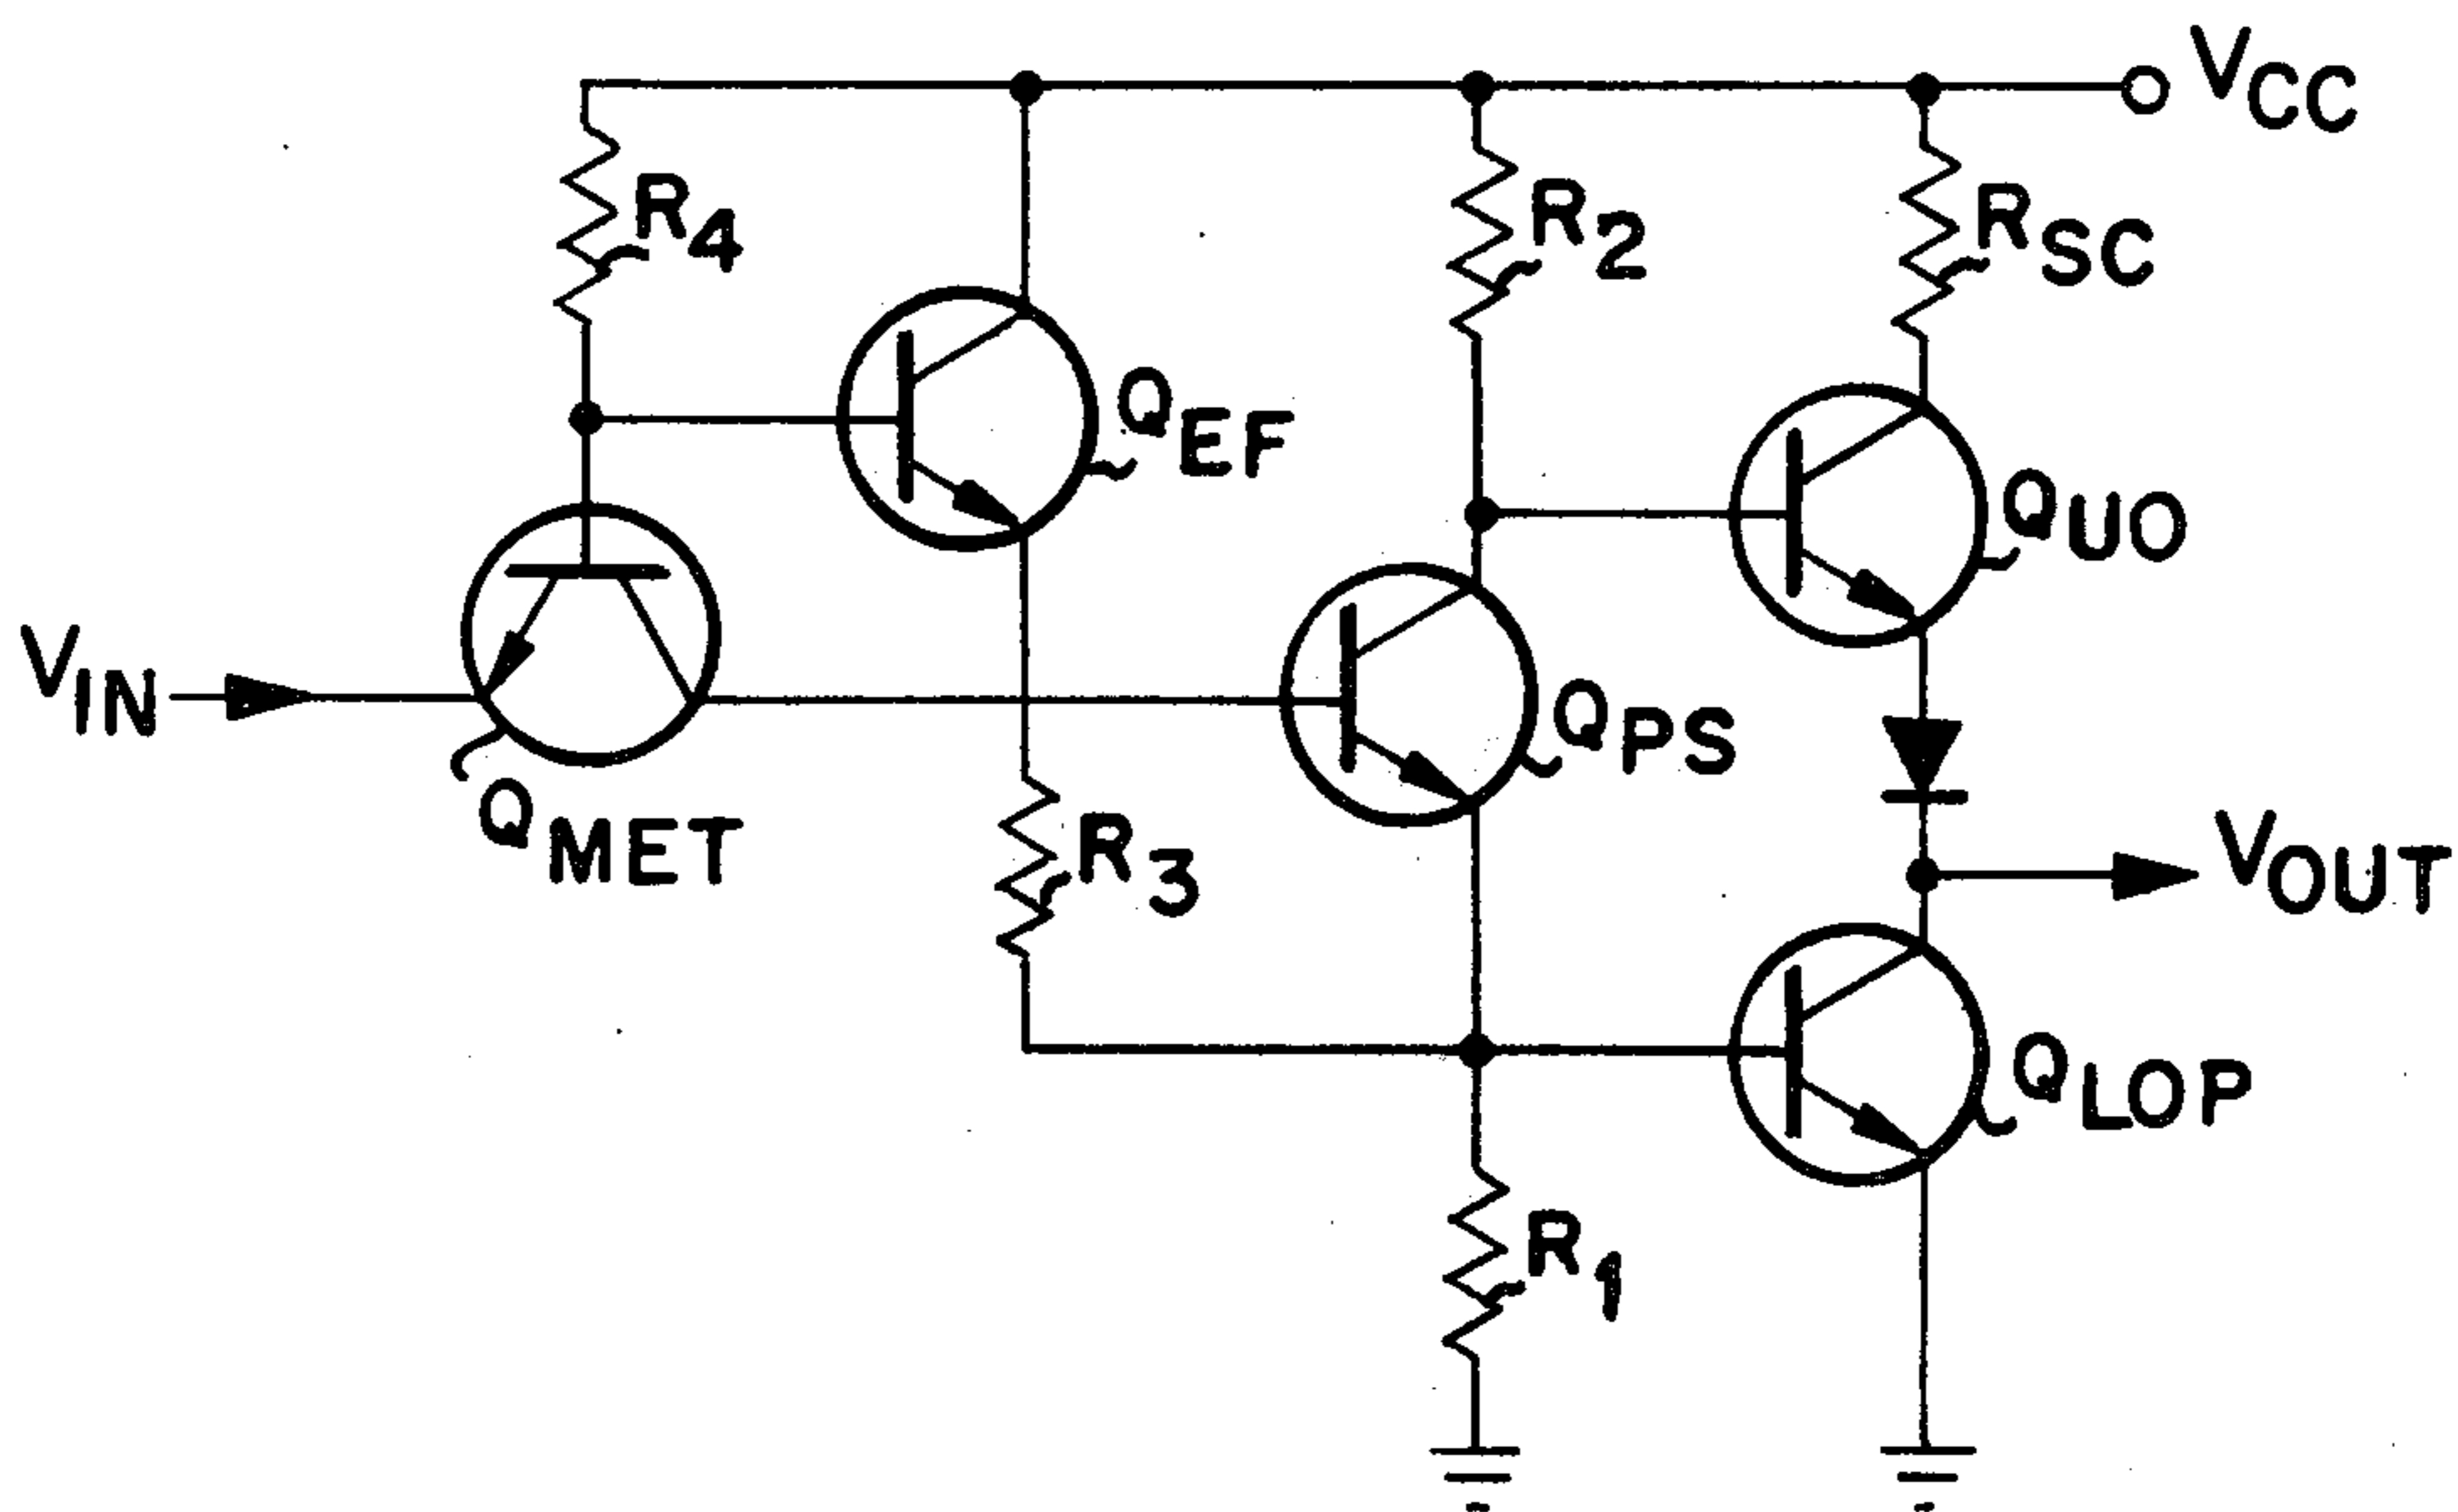 VCC
R4
R2
RSC
QEF
QUO
VIN
QPS
QMET
R3
VOUT
QLOP
R1